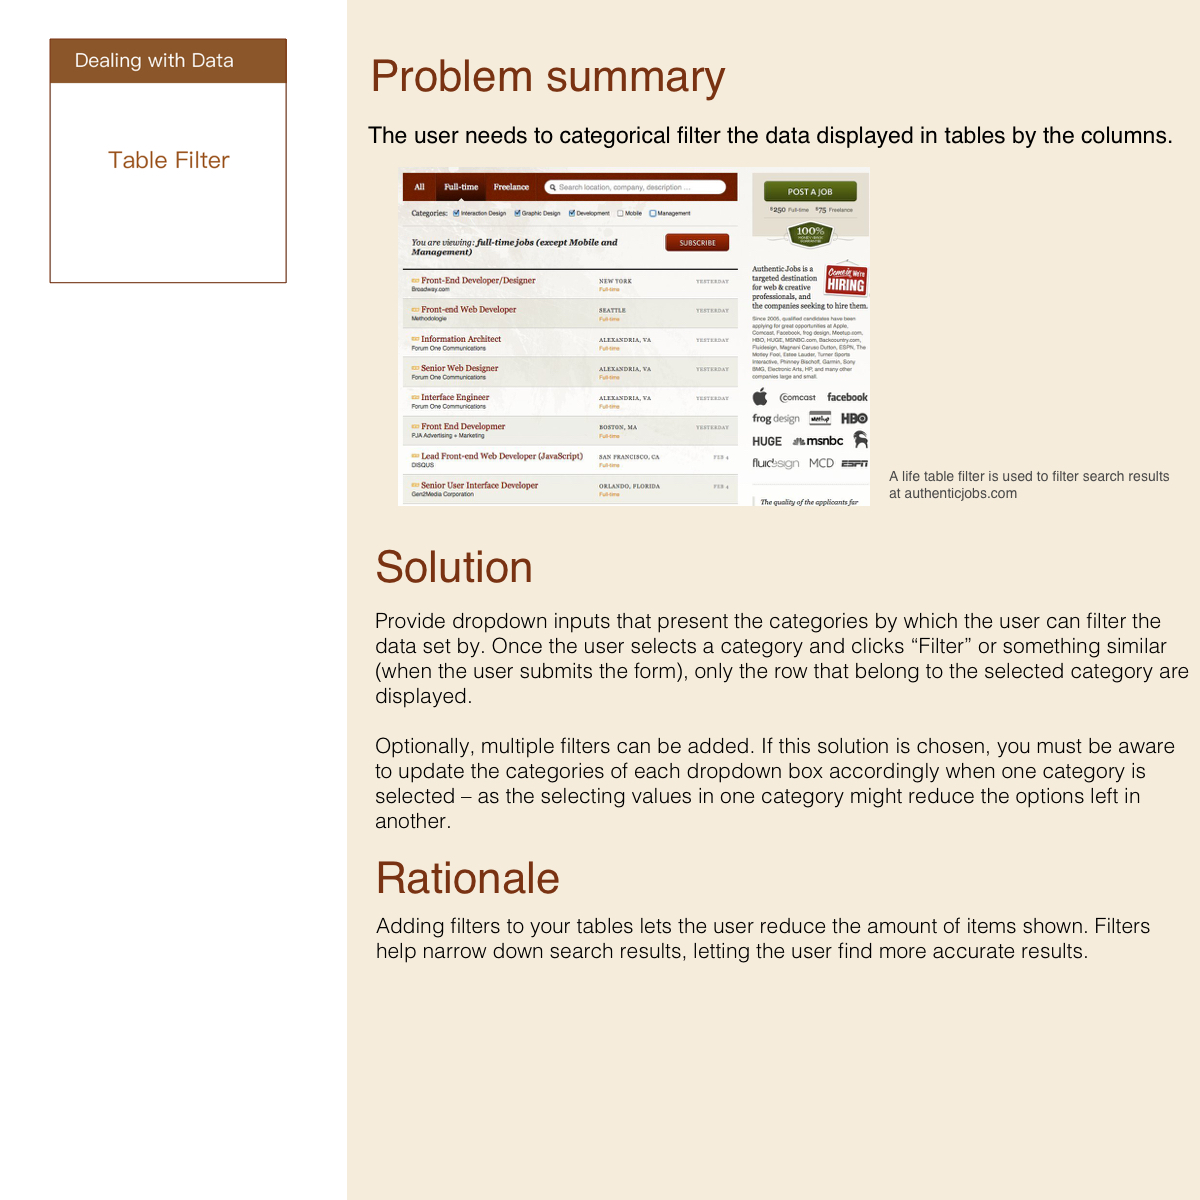 Dealing with Data
Table Filter
Problem summary
The user needs to categorical filter the data displayed in tables by the columns.
All Full-time Freelance Search location, company, description ...
Categories: Interaction Design Graphic Design Development Mobile Management
You are viewing: full-time jobs (except Mobile and
Management)
SUBSCRIBE
Front-End Developer/Designer NEW YORK YESTERDAY
Broadway.com Full-time
Front-end Web Developer SEATTLE YESTERDAY
Methodologie Full-time
Information Architect ALEXANDRIA, VA YESTERDAY
Forum One Communications Full-time
Senior Web Designer ALEXANDRIA, VA YESTERDAY
Forum One Communications Full-time
Interface Engineer ALEXANDRIA, VA YESTERDAY
Forum One Communications Full-time
Front End Developmer BOSTON, MA YESTERDAY
PJA Advertising + Marketing Full-time
Lead Front-end Web Developer (JavaScript) SAN FRANCISCO, CA FEB 4
DISQUS Full-time
Senior User Interface Developer ORLANDO, FLORIDA FEB 4
Gen2Media Corporation Full-time
POST A JOB
$250 Full-time $75 Freelance
100%
Authentic Jobs is a
targeted destination
for web & creative
professionals, and
the companies seeking to hire them.
Come in We're
HIRING
Since 2005, qualified candidates have been
applying for great opportunities at Apple,
Comcast, Facebook, frog design, Meetup.com,
HBO, HUGE, MSNBC.com, Backcountry.com,
Fluidesign, Magneni Caruso Dutton, ESPN, The
Motley Fool, Estee Lauder, Turner Sports
Interactive, Phinney Bischoff, Garmin, Sony
BMG, Electronic Arts, HP, and many other
companies large and small.
comcast facebook
frog design Meetup HBO
HUGE msnbc
fluidesign MCD ESPN
The quality of the applicants far
A life table filter is used to filter search results
at authenticjobs.com
Solution
Provide dropdown inputs that present the categories by which the user can filter the
data set by. Once the user selects a category and clicks “Filter” or something similar
(when the user submits the form), only the row that belong to the selected category are
displayed.
Optionally, multiple filters can be added. If this solution is chosen, you must be aware
to update the categories of each dropdown box accordingly when one category is
selected – as the selecting values in one category might reduce the options left in
another.
Rationale
Adding filters to your tables lets the user reduce the amount of items shown. Filters
help narrow down search results, letting the user find more accurate results.